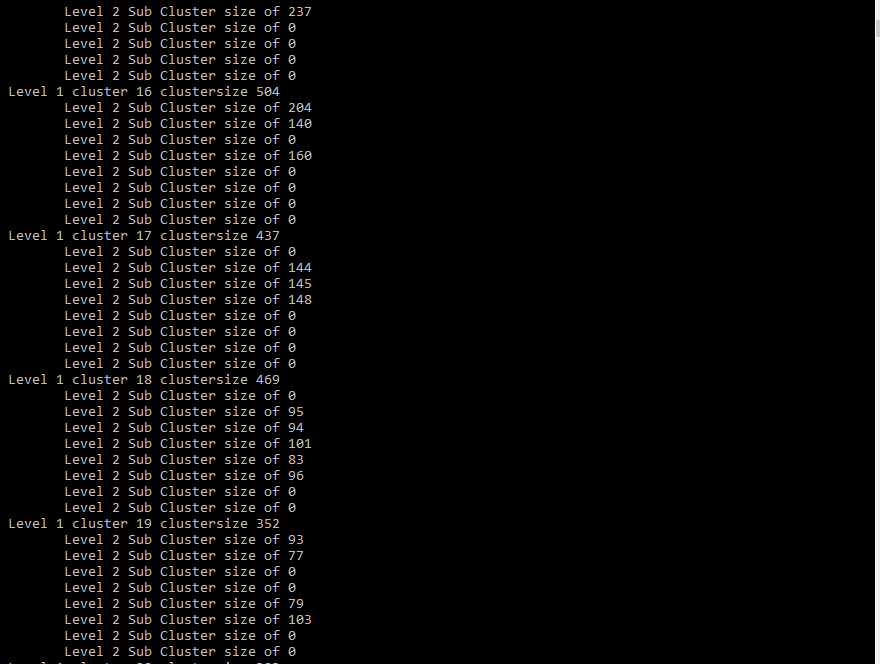 Level 2 Sub Cluster size of 237
Level 2 Sub Cluster size of 0
Level 2 Sub Cluster size of 0
Level 2 Sub Cluster size of 0
Level 2 Sub Cluster size of 0
Level 1 cluster 16 clustersize 504
Level 2 Sub Cluster size of 204
Level 2 Sub Cluster size of 140
Level 2 Sub Cluster size of 0
Level 2 Sub Cluster size of 160
Level 2 Sub Cluster size of 0
Level 2 Sub Cluster size of 0
Level 2 Sub Cluster size of 0
Level 2 Sub Cluster size of 0
Level 1 cluster 17 clustersize 437
Level 2 Sub Cluster size of 0
Level 2 Sub Cluster size of 144
Level 2 Sub Cluster size of 145
Level 2 Sub Cluster size of 148
Level 2 Sub Cluster size of 0
Level 2 Sub Cluster size of 0
Level 2 Sub Cluster size of 0
Level 2 Sub Cluster size of 0
Level 1 cluster 18 clustersize 469
Level 2 Sub Cluster size of 0
Level 2 Sub Cluster size of 95
Level 2 Sub Cluster size of 94
Level 2 Sub Cluster size of 101
Level 2 Sub Cluster size of 83
Level 2 Sub Cluster size of 96
Level 2 Sub Cluster size of 0
Level 2 Sub Cluster size of 0
Level 1 cluster 19 clustersize 352
Level 2 Sub Cluster size of 93
Level 2 Sub Cluster size of 77
Level 2 Sub Cluster size of 0
Level 2 Sub Cluster size of 0
Level 2 Sub Cluster size of 79
Level 2 Sub Cluster size of 103
Level 2 Sub Cluster size of 0
Level 2 Sub Cluster size of 0